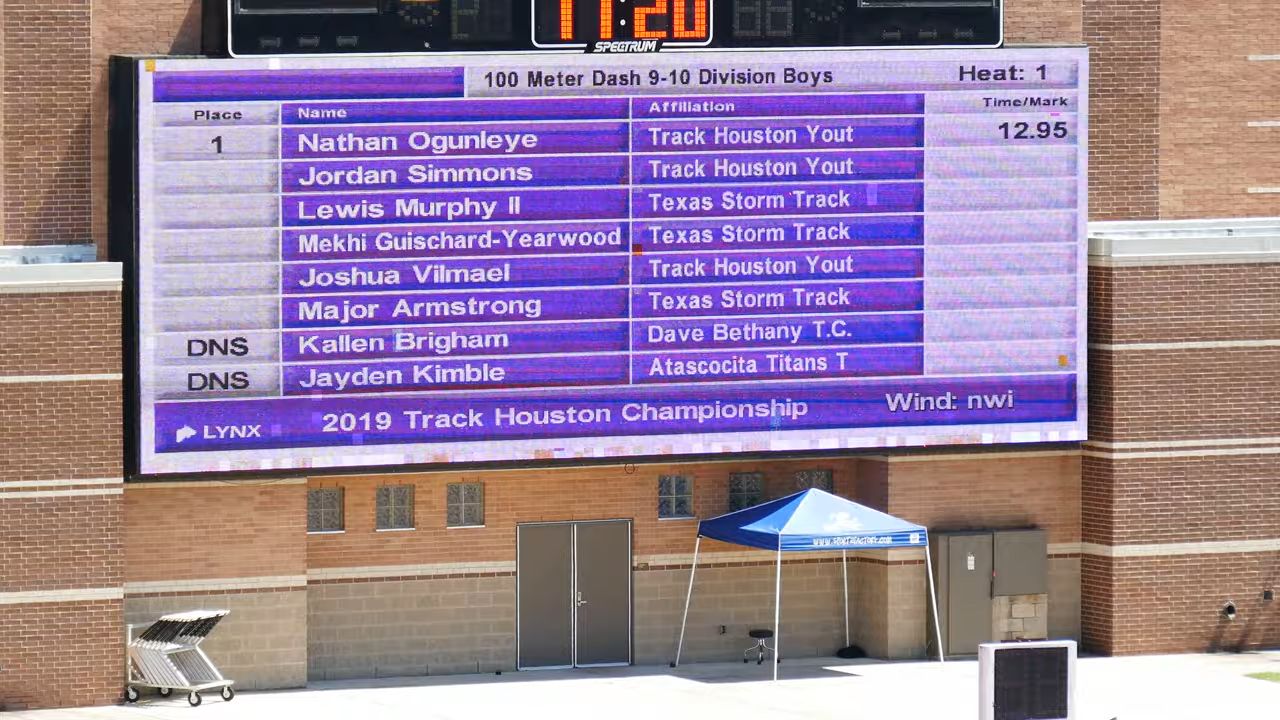 11:20
SPECTRUM
100 Meter Dash 9-10 Division Boys Heat: 1
Place Name Affiliation Time/Mark
1 Nathan Ogunleye Track Houston Yout 12.95
Jordan Simmons Track Houston Yout
Lewis Murphy II Texas Storm Track
Mekhi Guischard-Yearwood Texas Storm Track
Joshua Vilmael Track Houston Yout
Major Armstrong Texas Storm Track
DNS Kallen Brigham Dave Bethany T.C.
DNS Jayden Kimble Atascocita Titans T
LYNX 2019 Track Houston Championship Wind: nwi